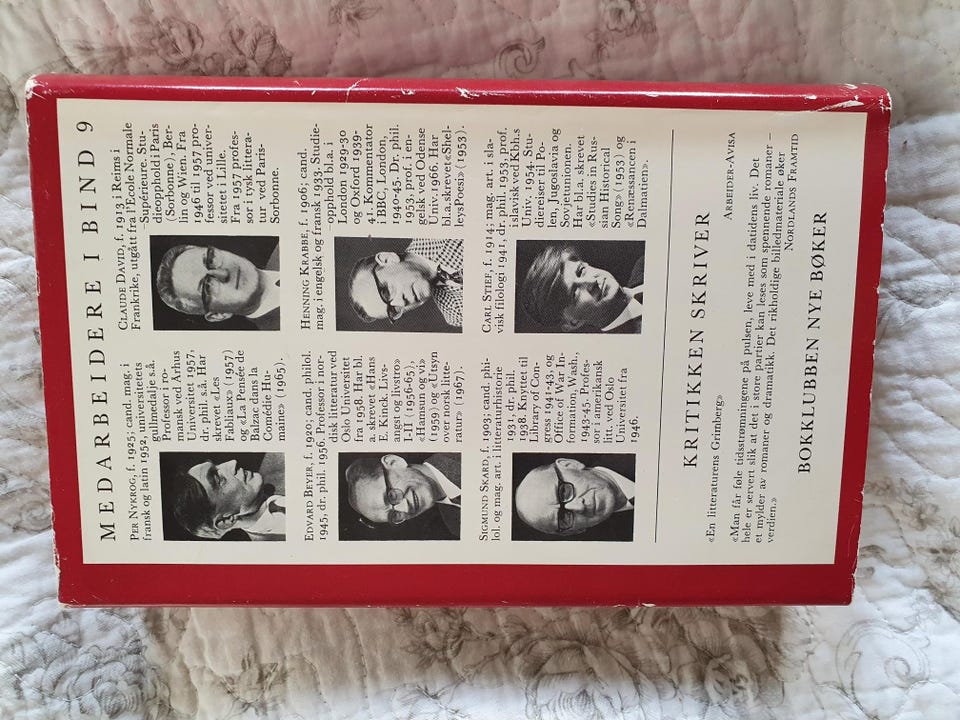 MEDARBEIDERE I BIND 9
PER NYKROG, f. 1925; cand. mag. i
fransk og latin 1952, universitetets
gullmedalje s.å.
Professor i ro-
mansk ved Århus
Universitet 1957,
dr. phil. s.å. Har
skrevet «Les
Fabliaux» (1957)
og «La Pensée de
Balzac dans la
Comédie Hu-
maine» (1965).
EDVARD BEYER, f. 1920; cand. philol.
1945, dr. phil. 1956. Professor i nor-
disk litteratur ved
Oslo Universitet
fra 1958. Har bl.
a. skrevet «Hans
E. Kinck. Livs-
angst og livstro»
I-II (1956-65),
«Hamsun og vi»
(1959) og «Utsyn
over norsk litte-
ratur» (1967).
SIGMUND SKARD, f. 1903; cand. phi-
lol. og mag. art. i litteraturhistorie
1931, dr. phil.
1938. Knyttet til
Library of Con-
gress 1941-43, og
Office of War In-
formation, Wash.,
1943-45. Profes-
sor i amerikansk
litt. ved Oslo
Universitet fra
1946.
CLAUDE DAVID, f. 1913 i Reims i
Frankrike, utgått fra l'Ecole Normale
Supérieure. Stu-
dieopphold i Paris
(Sorbonne), Ber-
lin og Wien. Fra
1946 til 1957 pro-
fessor ved univer-
sitetet i Lille.
Fra 1957 profes-
sor i tysk littera-
tur ved Paris-
Sorbonne.
HENNING KRABBE, f. 1906; cand.
mag. i engelsk og fransk 1933. Studie-
opphold bl.a. i
London 1929-30
og Oxford 1939-
41. Kommentator
i BBC, London,
1940-45. Dr. phil.
1953, prof. i en-
gelsk ved Odense
Univ. 1966. Har
bl.a. skrevet «Shel-
leys Poesi» (1953).
CARL STIEF, f. 1914; mag. art. i sla-
visk filologi 1941, dr. phil. 1953, prof.
i slavisk ved Kbh.s
Univ. 1954. Stu-
diereiser til Po-
len, Jugoslavia og
Sovjetunionen.
Har bl.a. skrevet
«Studies in Rus-
sian Historical
Song» (1953) og
«Renæssancen i
Dalmatien».
KRITIKKEN SKRIVER
«En litteraturens Grimberg»
ARBEIDER-AVISA
«Man får føle tidsstrømningene på pulsen, leve med i datidens liv. Det
hele er servert slik at det i store partier kan leses som spennende romaner –
et mylder av romaner og dramatikk. Det rikholdige billedmateriale øker
verdien.»
NORDLANDS FRAMTID
BOKKLUBBEN NYE BØKER